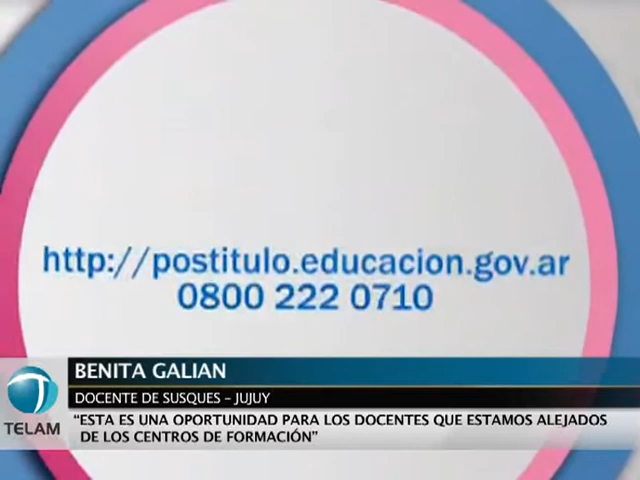 http://postitulo.educacion.gov.ar
0800 222 0710
BENITA GALIAN
DOCENTE DE SUSQUES – JUJUY
TELAM
“ESTA ES UNA OPORTUNIDAD PARA LOS DOCENTES QUE ESTAMOS ALEJADOS
DE LOS CENTROS DE FORMACIÓN”